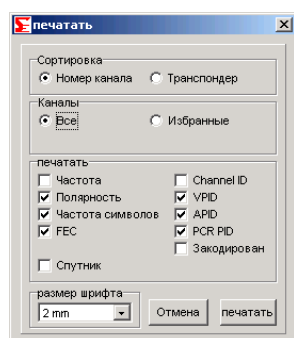 печатать
Сортировка
Номер канала Транспондер
Каналы
Все Избранные
печатать
Частота Channel ID
Полярность VPID
Частота символов APID
FEC PCR PID
Закодирован
Спутник
размер шрифта
2 mm Отмена печатать